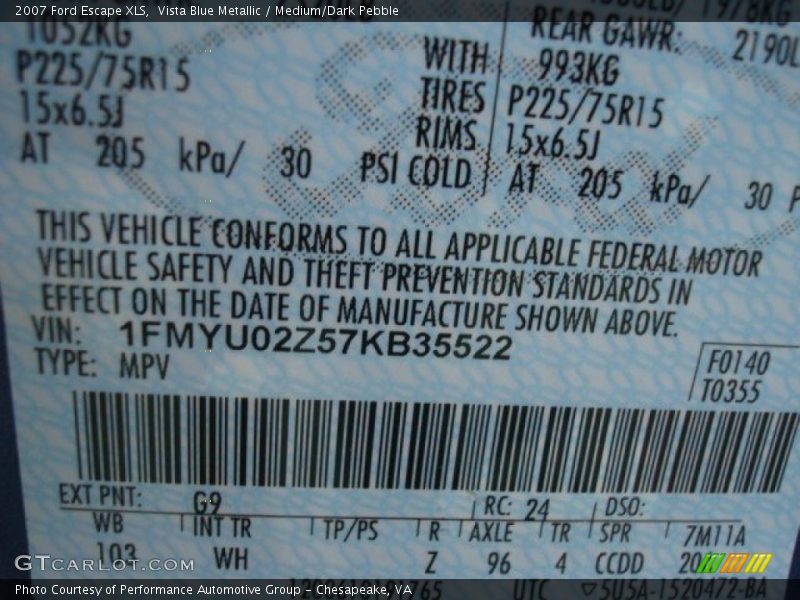 2007 Ford Escape XLS, Vista Blue Metallic / Medium/Dark Pebble
1052KG REAR GAWR: 2190L
P225/75R15 WITH 993KG
15x6.5J TIRES P225/75R15
RIMS 15x6.5J
AT 205 kPa/ 30 PSI COLD AT 205 kPa/ 30 P
THIS VEHICLE CONFORMS TO ALL APPLICABLE FEDERAL MOTOR
VEHICLE SAFETY AND THEFT PREVENTION STANDARDS IN
EFFECT ON THE DATE OF MANUFACTURE SHOWN ABOVE.
VIN: 1FMYU02Z57KB35522
TYPE: MPV
F0140
T0355
EXT PNT: G9 RC: 24 DSO:
WB INT TR TP/PS R AXLE TR SPR 7M11A
103 WH Z 96 4 CCDD 20
GTCARLOT.COM
UTC 5U5A-1520472-BA
Photo Courtesy of Performance Automotive Group - Chesapeake, VA